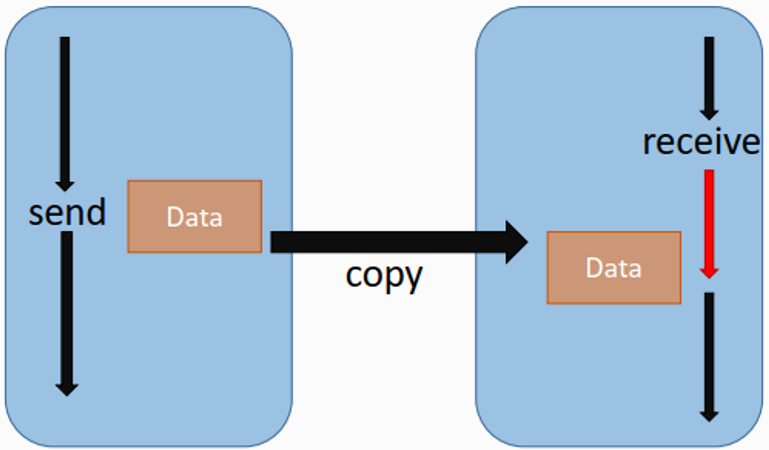 receive
send
Data
copy
Data